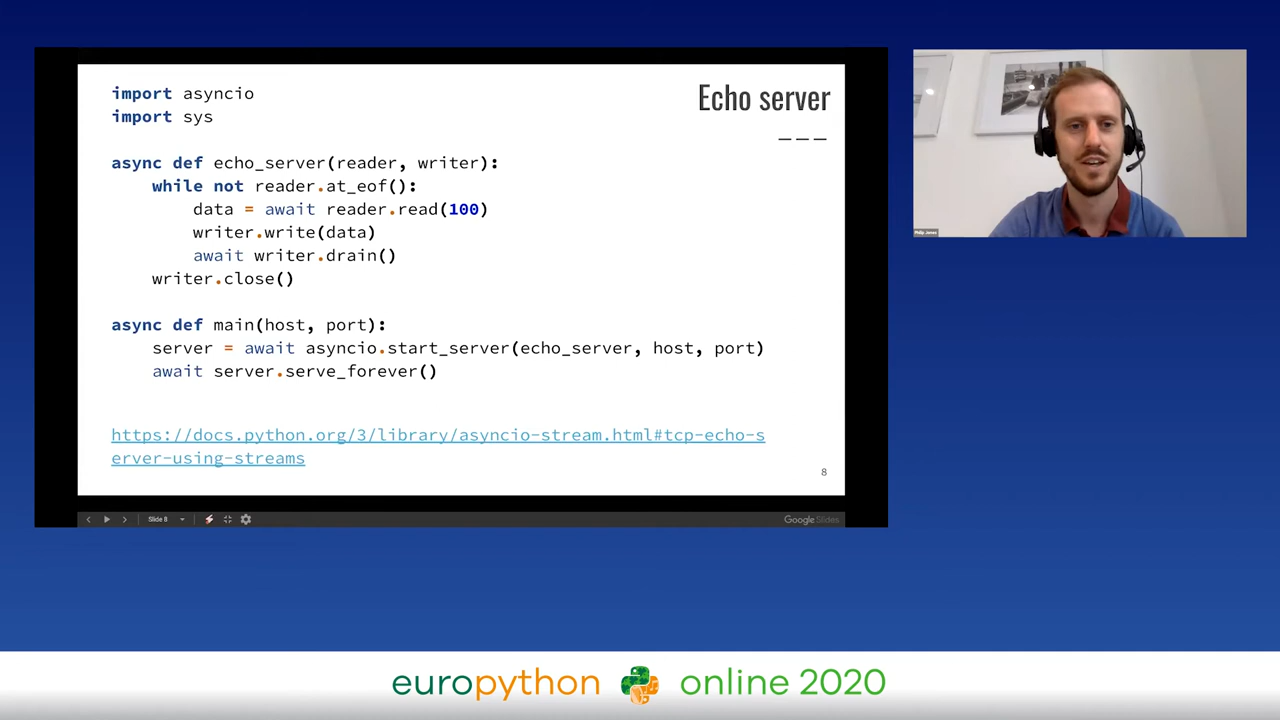 import asyncio
import sys
Echo server
async def echo_server(reader, writer):
while not reader.at_eof():
data = await reader.read(100)
writer.write(data)
await writer.drain()
writer.close()
async def main(host, port):
server = await asyncio.start_server(echo_server, host, port)
await server.serve_forever()
https://docs.python.org/3/library/asyncio-stream.html#tcp-echo-s
erver-using-streams
8
Slide 8
Google Slides
Philip Jones
europython online 2020